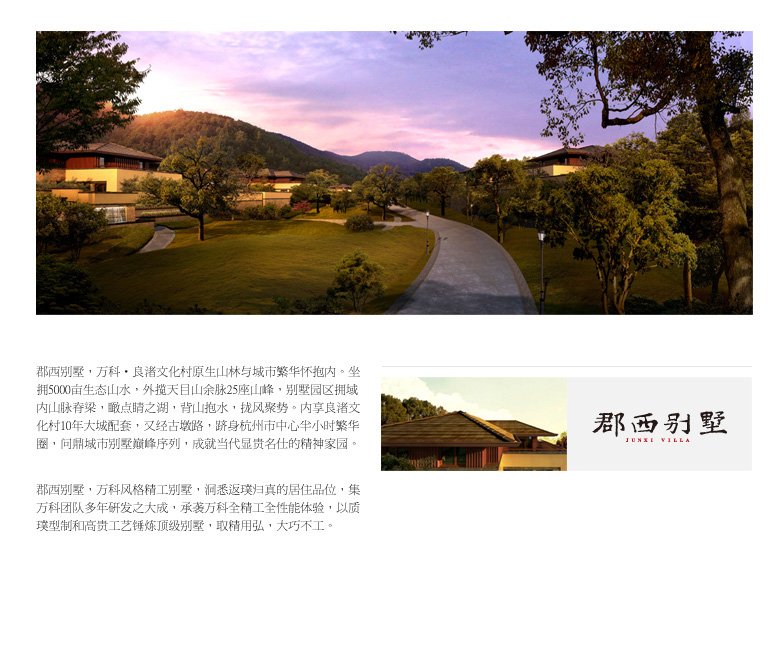 郡西别墅，万科·良渚文化村原生山林与城市繁华怀抱内。坐
拥5000亩生态山水，外揽天目山余脉25座山峰，别墅园区拥域
内山脉脊梁，瞰点睛之湖，背山抱水，拢风聚势。内享良渚文
化村10年大城配套，又经古墩路，跻身杭州市中心半小时繁华
圈，问鼎城市别墅巅峰序列，成就当代显贵名仕的精神家园。
郡西别墅，万科风格精工别墅，洞悉返璞归真的居住品位，集
万科团队多年研发之大成，承袭万科全精工全性能体验，以质
璞型制和高贵工艺锤炼顶级别墅，取精用弘，大巧不工。
郡西别墅
JUNXI VILLA